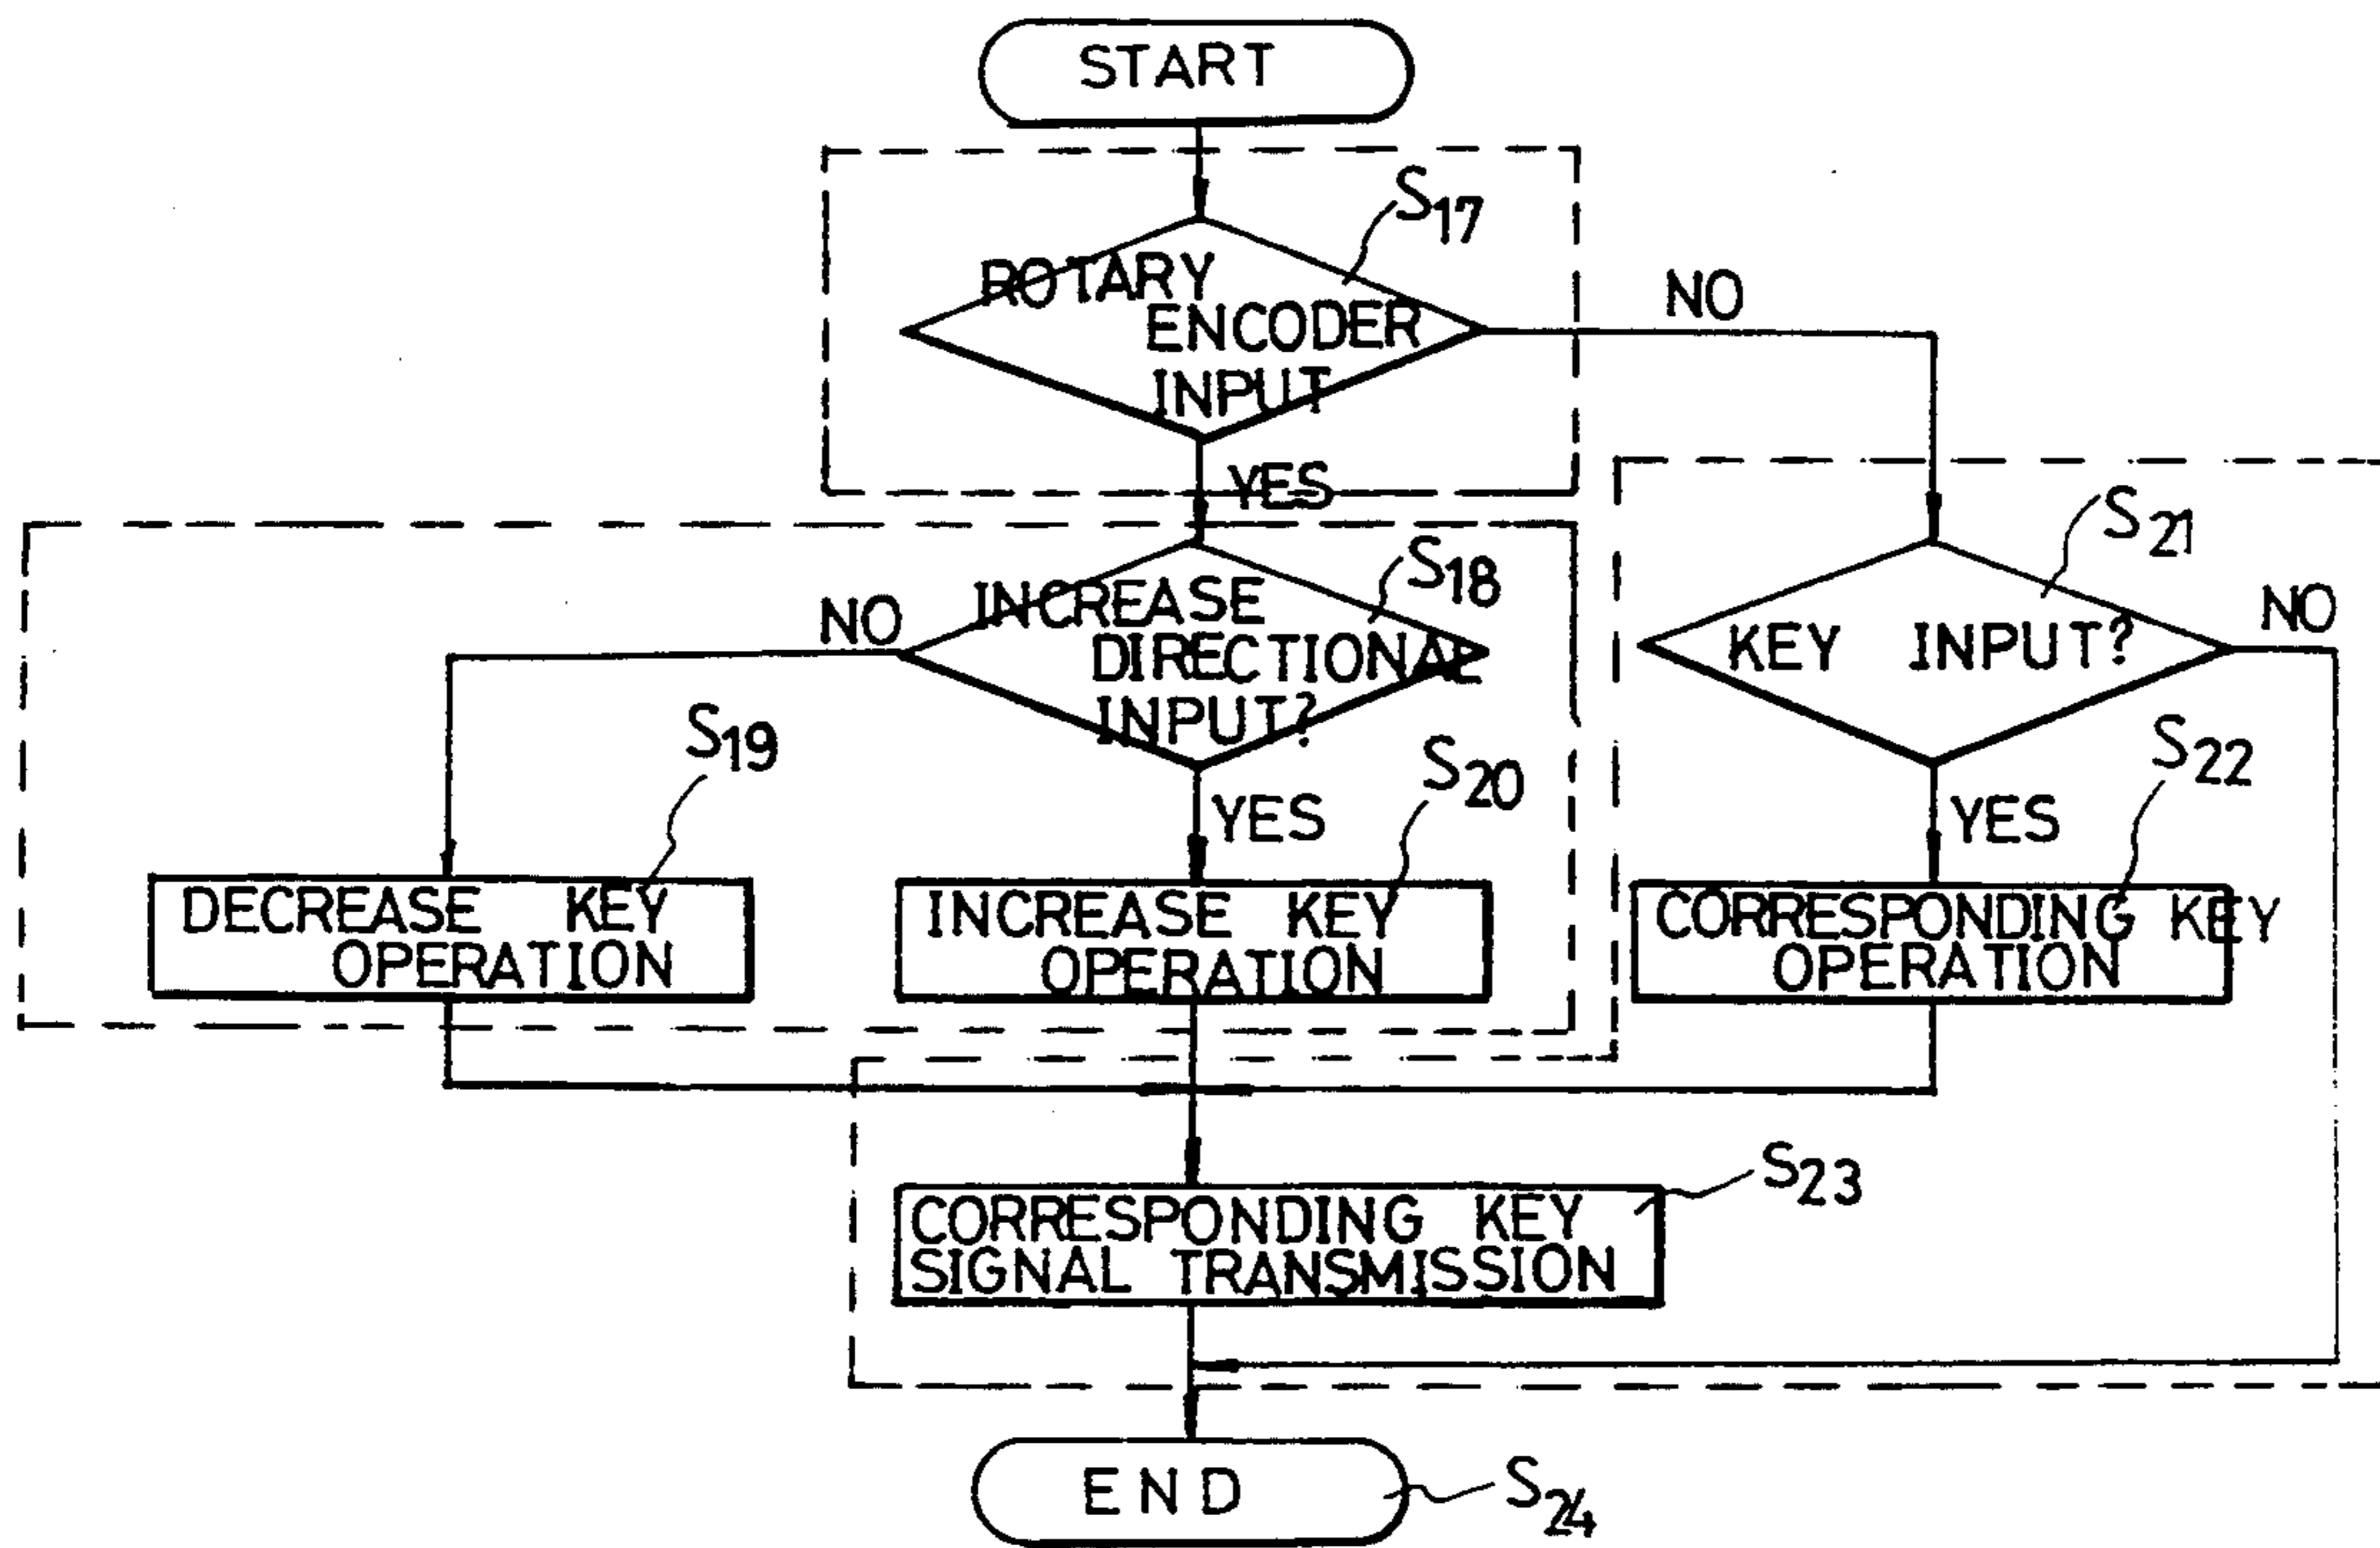 START
S17
ROTARY
ENCODER
INPUT
NO
YES
S18
INCREASE
DIRECTIONAL
INPUT?
NO
S21
KEY INPUT?
NO
S19
S20
YES
S22
YES
DECREASE KEY
OPERATION
INCREASE KEY
OPERATION
CORRESPONDING KEY
OPERATION
S23
CORRESPONDING KEY
SIGNAL TRANSMISSION
END
S24